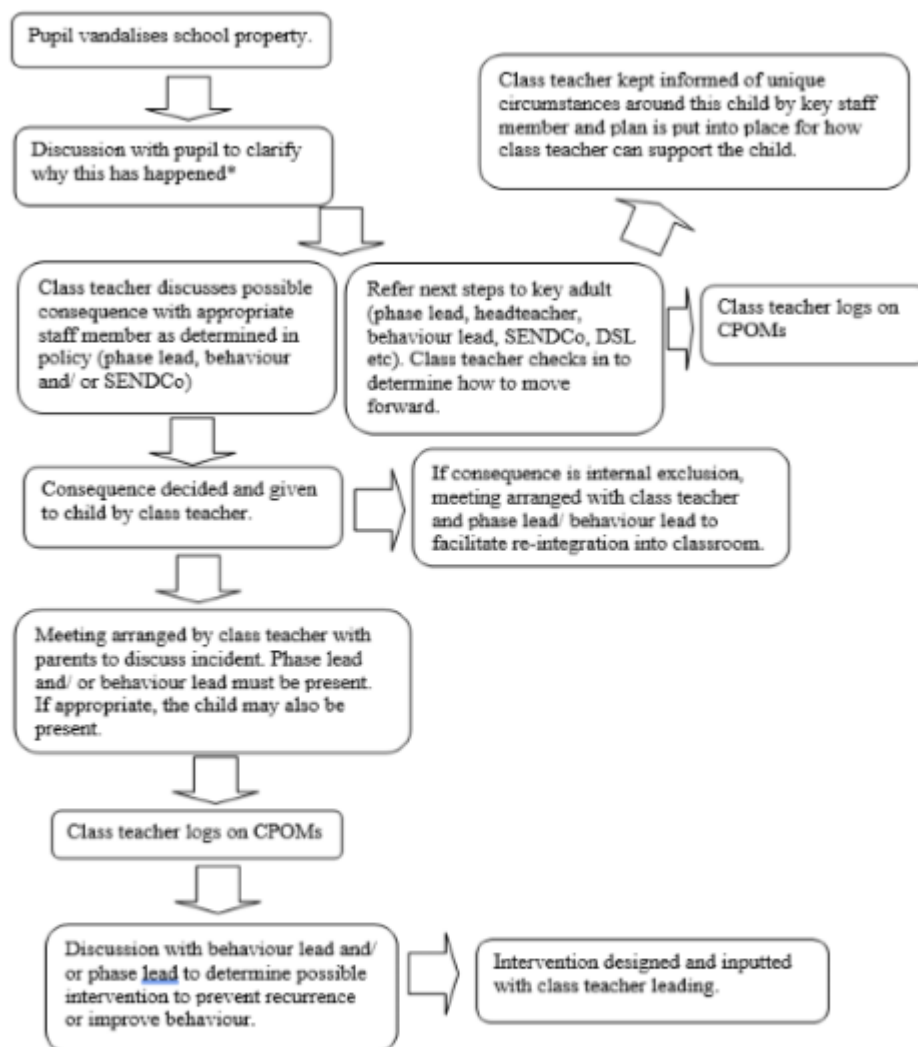 Pupil vandalises school property.
Class teacher kept informed of unique
circumstances around this child by key staff
member and plan is put into place for how
class teacher can support the child.
Discussion with pupil to clarify
why this has happened*
Class teacher discusses possible
consequence with appropriate
staff member as determined in
policy (phase lead, behaviour
and/ or SENDCo)
Refer next steps to key adult
(phase lead, headteacher,
behaviour lead, SENDCo, DSL
etc). Class teacher checks in to
determine how to move
forward.
Class teacher logs on
CPOMs
Consequence decided and given
to child by class teacher.
If consequence is internal exclusion,
meeting arranged with class teacher
and phase lead/ behaviour lead to
facilitate re-integration into classroom.
Meeting arranged by class teacher with
parents to discuss incident. Phase lead
and/ or behaviour lead must be present.
If appropriate, the child may also be
present.
Class teacher logs on CPOMs
Discussion with behaviour lead and/
or phase lead to determine possible
intervention to prevent recurrence
or improve behaviour.
Intervention designed and inputted
with class teacher leading.